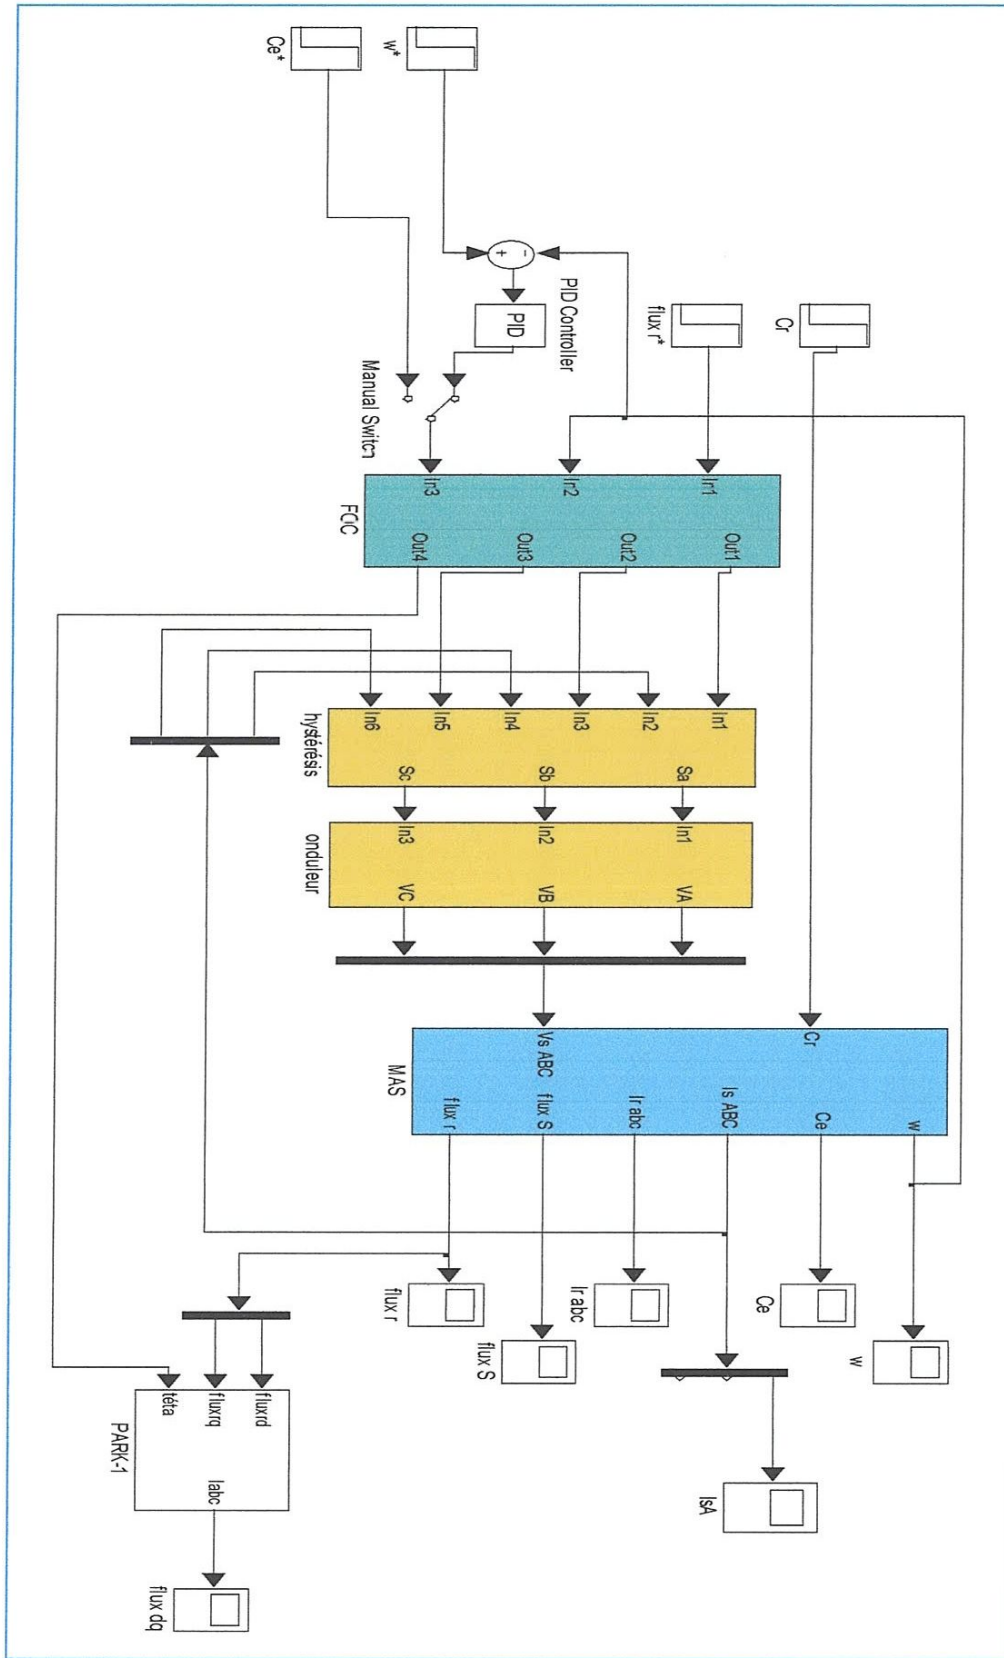 Cr
flux r*
w*
Ce*
PID Controller
PID
+
−
Manual Switch
In1
In2
In3
Out1
Out2
Out3
Out4
FOC
In1
In2
In3
In4
In5
In6
Sa
Sb
Sc
hystérésis
In1
In2
In3
VA
VB
VC
onduleur
Cr
Vs ABC
w
Ce
Is ABC
Ir abc
flux S
flux r
MAS
w
Ce
IsA
Ir abc
flux S
flux r
fluxrd
fluxrq
téta
Iabc
PARK-1
flux dq